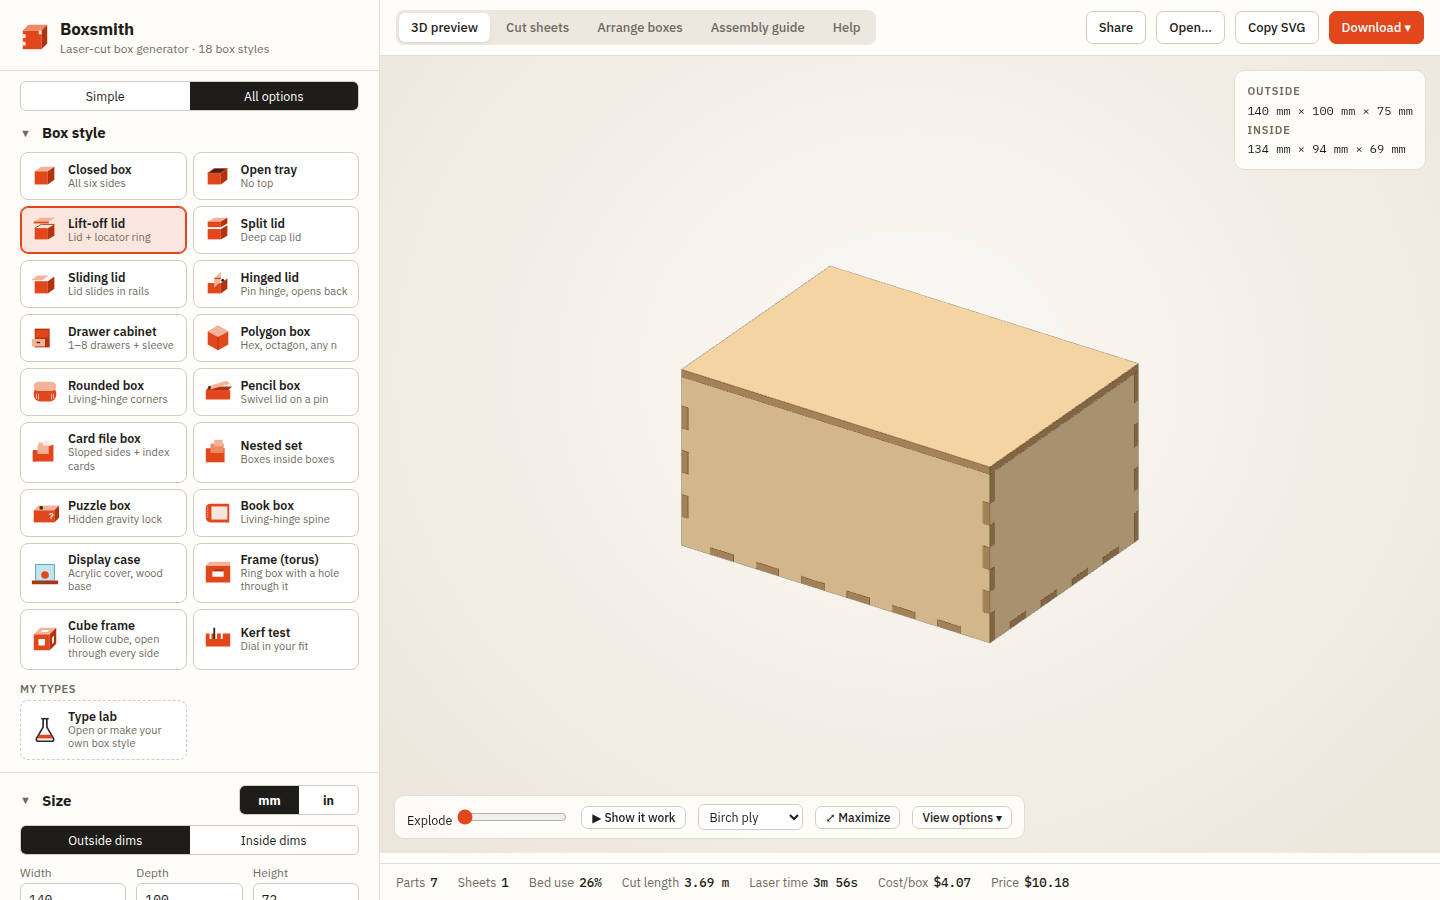 Boxsmith
Laser-cut box generator · 18 box styles
3D preview
Cut sheets
Arrange boxes
Assembly guide
Help
Share
Open...
Copy SVG
Download ▾
Simple
All options
▼ Box style
Closed box
All six sides
Open tray
No top
Lift-off lid
Lid + locator ring
Split lid
Deep cap lid
Sliding lid
Lid slides in rails
Hinged lid
Pin hinge, opens back
Drawer cabinet
1–8 drawers + sleeve
Polygon box
Hex, octagon, any n
Rounded box
Living-hinge corners
Pencil box
Swivel lid on a pin
Card file box
Sloped sides + index
cards
Nested set
Boxes inside boxes
Puzzle box
Hidden gravity lock
Book box
Living-hinge spine
Display case
Acrylic cover, wood
base
Frame (torus)
Ring box with a hole
through it
Cube frame
Hollow cube, open
through every side
Kerf test
Dial in your fit
MY TYPES
Type lab
Open or make your
own box style
▼ Size
mm
in
Outside dims
Inside dims
Width
Depth
Height
140
100
72
OUTSIDE
140 mm × 100 mm × 75 mm
INSIDE
134 mm × 94 mm × 69 mm
Explode
▶ Show it work
Birch ply
⤢ Maximize
View options ▾
Parts 7
Sheets 1
Bed use 26%
Cut length 3.69 m
Laser time 3m 56s
Cost/box $4.07
Price $10.18